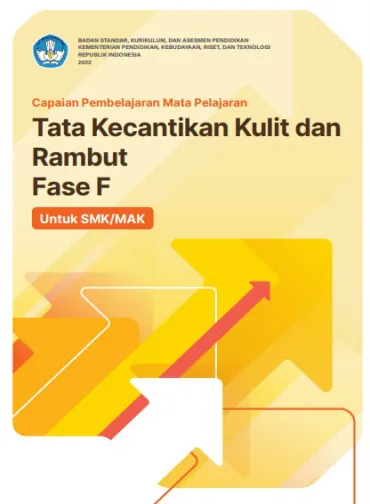 BADAN STANDAR, KURIKULUM, DAN ASESMEN PENDIDIKAN
KEMENTERIAN PENDIDIKAN, KEBUDAYAAN, RISET, DAN TEKNOLOGI
REPUBLIK INDONESIA
2022
Capaian Pembelajaran Mata Pelajaran
Tata Kecantikan Kulit dan
Rambut
Fase F
Untuk SMK/MAK